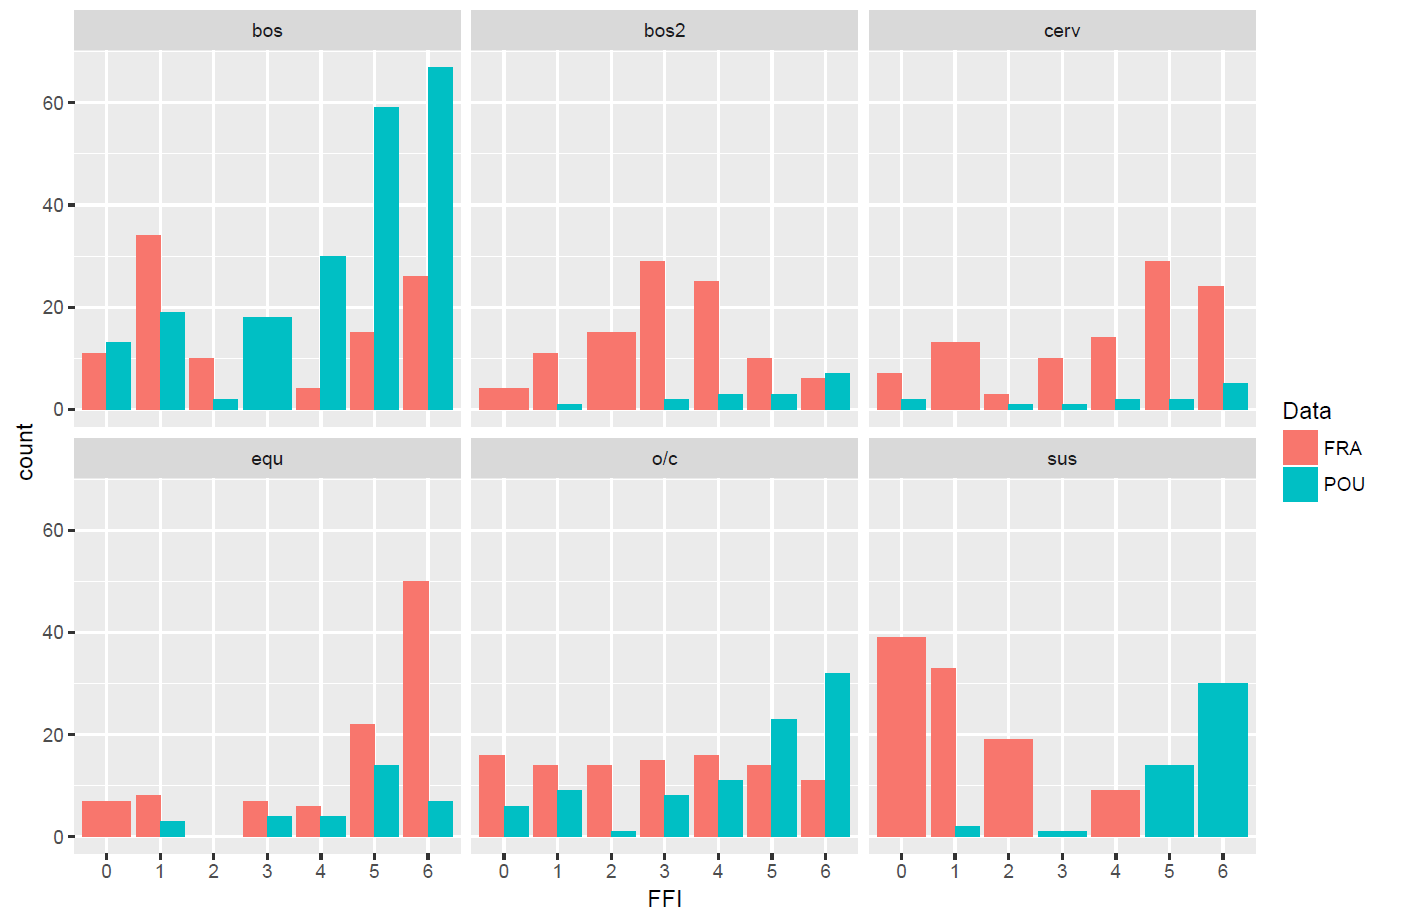 bos bos2 cerv
60
40
20
0
equ o/c sus
60
40
20
0
0 1 2 3 4 5 6 0 1 2 3 4 5 6 0 1 2 3 4 5 6
FFI
count
Data
FRA
POU